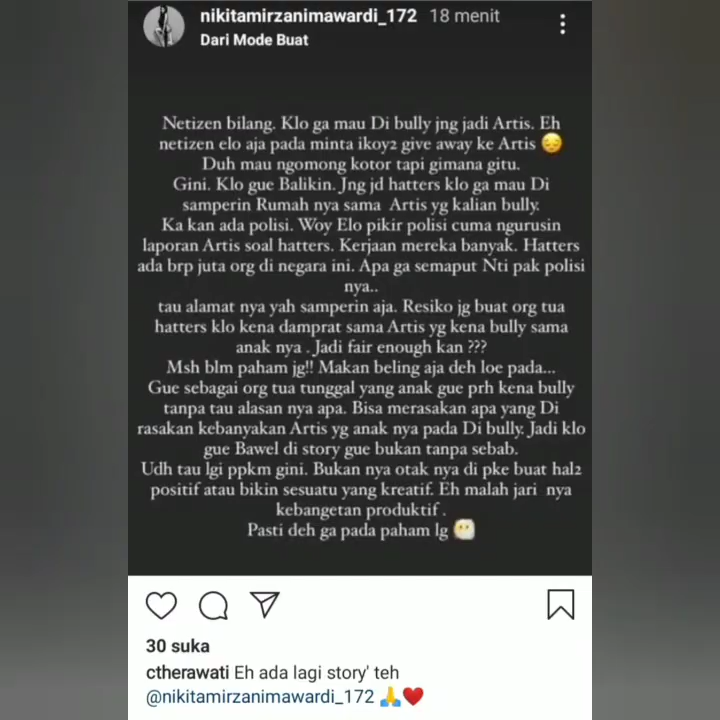 nikitamirzanimawardi_172 18 menit
Dari Mode Buat
Netizen bilang. Klo ga mau Di bully jng jadi Artis. Eh
netizen elo aja pada minta ikoy2 give away ke Artis 😔
Duh mau ngomong kotor tapi gimana gitu.
Gini. Klo gue Balikin. Jng jd hatters klo ga mau Di
samperin Rumah nya sama Artis yg kalian bully.
Ka kan ada polisi. Woy Elo pikir polisi cuma ngurusin
laporan Artis soal hatters. Kerjaan mereka banyak. Hatters
ada brp juta org di negara ini. Apa ga semaput Nti pak polisi
nya..
tau alamat nya yah samperin aja. Resiko jg buat org tua
hatters klo kena damprat sama Artis yg kena bully sama
anak nya . Jadi fair enough kan ???
Msh blm paham jg!! Makan beling aja deh loe pada...
Gue sebagai org tua tunggal yang anak gue prh kena bully
tanpa tau alasan nya apa. Bisa merasakan apa yang Di
rasakan kebanyakan Artis yg anak nya pada Di bully. Jadi klo
gue Bawel di story gue bukan tanpa sebab.
Udh tau lgi ppkm gini. Bukan nya otak nya di pke buat hal2
positif atau bikin sesuatu yang kreatif. Eh malah jari nya
kebangetan produktif .
Pasti deh ga pada paham lg 😶
30 suka
ctherawati Eh ada lagi story' teh
@nikitamirzanimawardi_172 🙏❤️